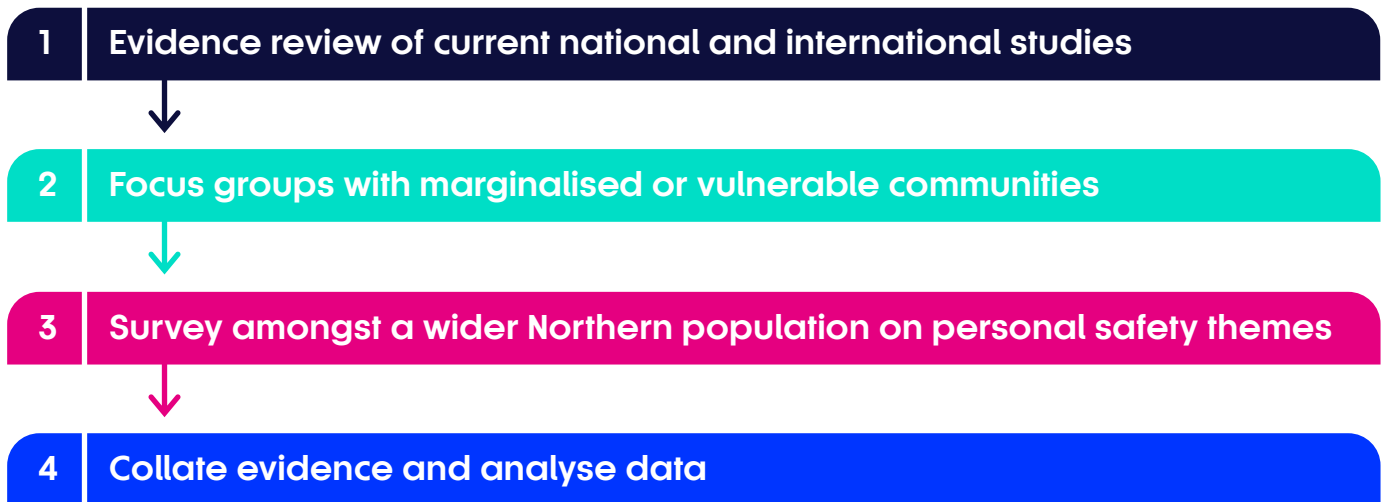 1 Evidence review of current national and international studies
2 Focus groups with marginalised or vulnerable communities
3 Survey amongst a wider Northern population on personal safety themes
4 Collate evidence and analyse data